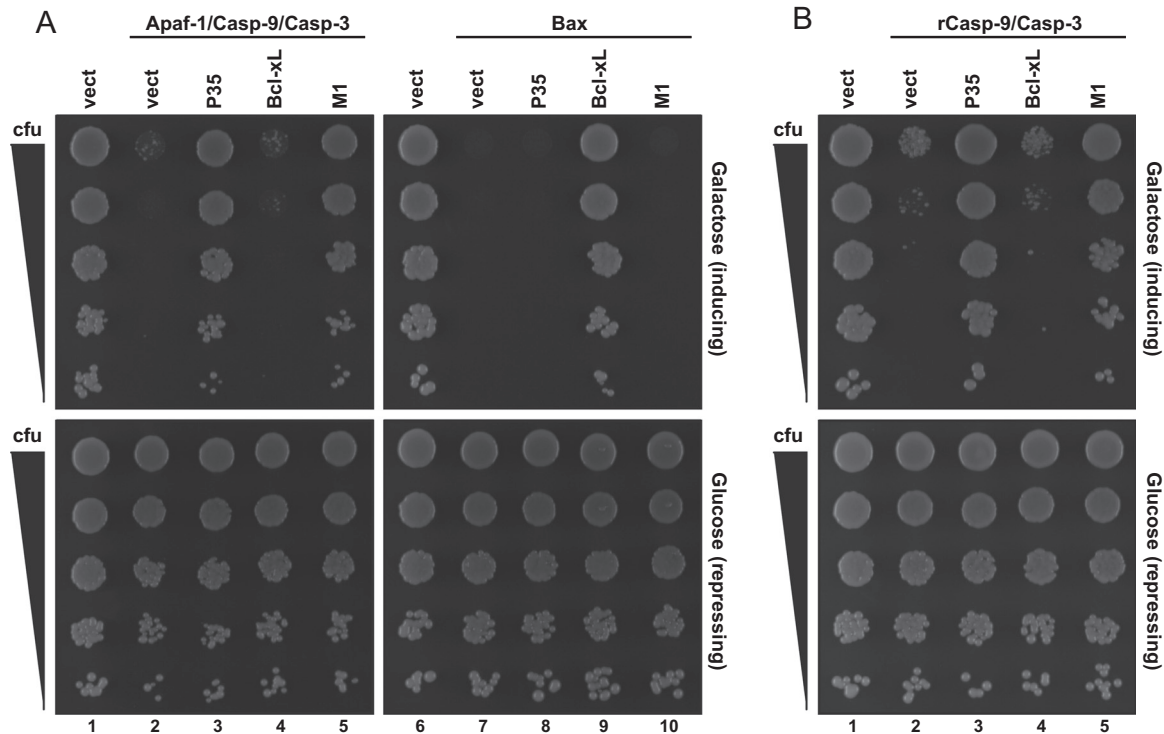 A
B
Apaf-1/Casp-9/Casp-3
Bax
rCasp-9/Casp-3
vect
vect
P35
Bcl-xL
M1
vect
vect
P35
Bcl-xL
M1
vect
vect
P35
Bcl-xL
M1
cfu
cfu
Galactose (inducing)
Galactose (inducing)
cfu
cfu
Glucose (repressing)
Glucose (repressing)
1 2 3 4 5 6 7 8 9 10
1 2 3 4 5